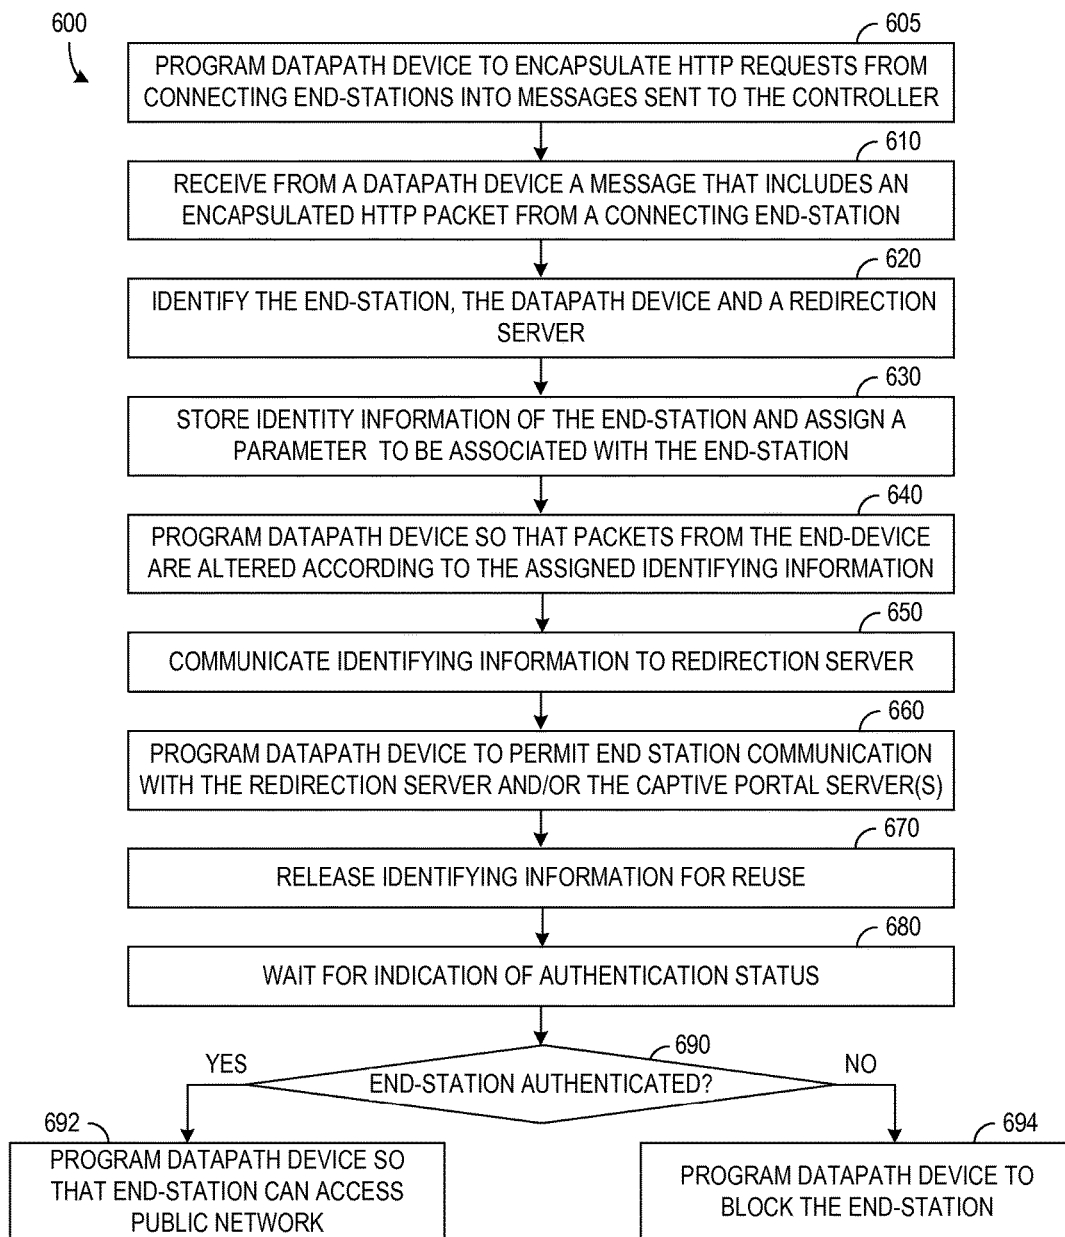 600
605
PROGRAM DATAPATH DEVICE TO ENCAPSULATE HTTP REQUESTS FROM
CONNECTING END-STATIONS INTO MESSAGES SENT TO THE CONTROLLER
610
RECEIVE FROM A DATAPATH DEVICE A MESSAGE THAT INCLUDES AN
ENCAPSULATED HTTP PACKET FROM A CONNECTING END-STATION
620
IDENTIFY THE END-STATION, THE DATAPATH DEVICE AND A REDIRECTION
SERVER
630
STORE IDENTITY INFORMATION OF THE END-STATION AND ASSIGN A
PARAMETER TO BE ASSOCIATED WITH THE END-STATION
640
PROGRAM DATAPATH DEVICE SO THAT PACKETS FROM THE END-DEVICE
ARE ALTERED ACCORDING TO THE ASSIGNED IDENTIFYING INFORMATION
650
COMMUNICATE IDENTIFYING INFORMATION TO REDIRECTION SERVER
660
PROGRAM DATAPATH DEVICE TO PERMIT END STATION COMMUNICATION
WITH THE REDIRECTION SERVER AND/OR THE CAPTIVE PORTAL SERVER(S)
670
RELEASE IDENTIFYING INFORMATION FOR REUSE
680
WAIT FOR INDICATION OF AUTHENTICATION STATUS
690
YES
END-STATION AUTHENTICATED?
NO
692
PROGRAM DATAPATH DEVICE SO
THAT END-STATION CAN ACCESS
PUBLIC NETWORK
694
PROGRAM DATAPATH DEVICE TO
BLOCK THE END-STATION